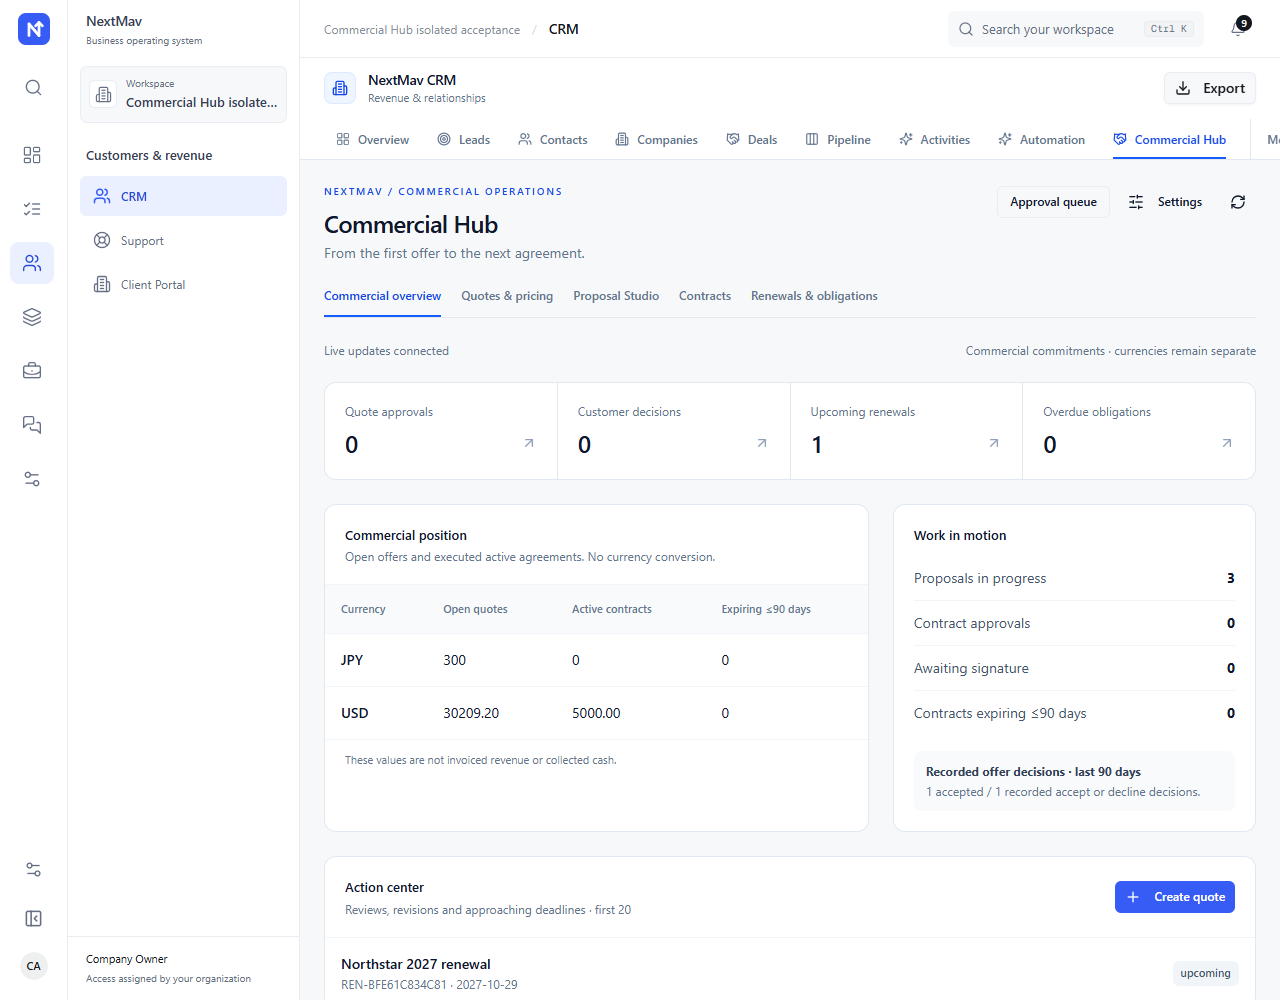 NextMav
Business operating system
Workspace
Commercial Hub isolate...
Customers & revenue
CRM
Support
Client Portal
Company Owner
Access assigned by your organization
CA
Commercial Hub isolated acceptance / CRM
Search your workspace
Ctrl K
9
NextMav CRM
Revenue & relationships
Export
Overview
Leads
Contacts
Companies
Deals
Pipeline
Activities
Automation
Commercial Hub
NEXTMAV / COMMERCIAL OPERATIONS
Commercial Hub
From the first offer to the next agreement.
Approval queue
Settings
Commercial overview
Quotes & pricing
Proposal Studio
Contracts
Renewals & obligations
Live updates connected
Commercial commitments · currencies remain separate
Quote approvals
0
Customer decisions
0
Upcoming renewals
1
Overdue obligations
0
Commercial position
Open offers and executed active agreements. No currency conversion.
Currency Open quotes Active contracts Expiring ≤90 days
JPY 300 0 0
USD 30209.20 5000.00 0
These values are not invoiced revenue or collected cash.
Work in motion
Proposals in progress 3
Contract approvals 0
Awaiting signature 0
Contracts expiring ≤90 days 0
Recorded offer decisions · last 90 days
1 accepted / 1 recorded accept or decline decisions.
Action center
Reviews, revisions and approaching deadlines · first 20
Create quote
Northstar 2027 renewal
REN-BFE61C834C81 · 2027-10-29
upcoming